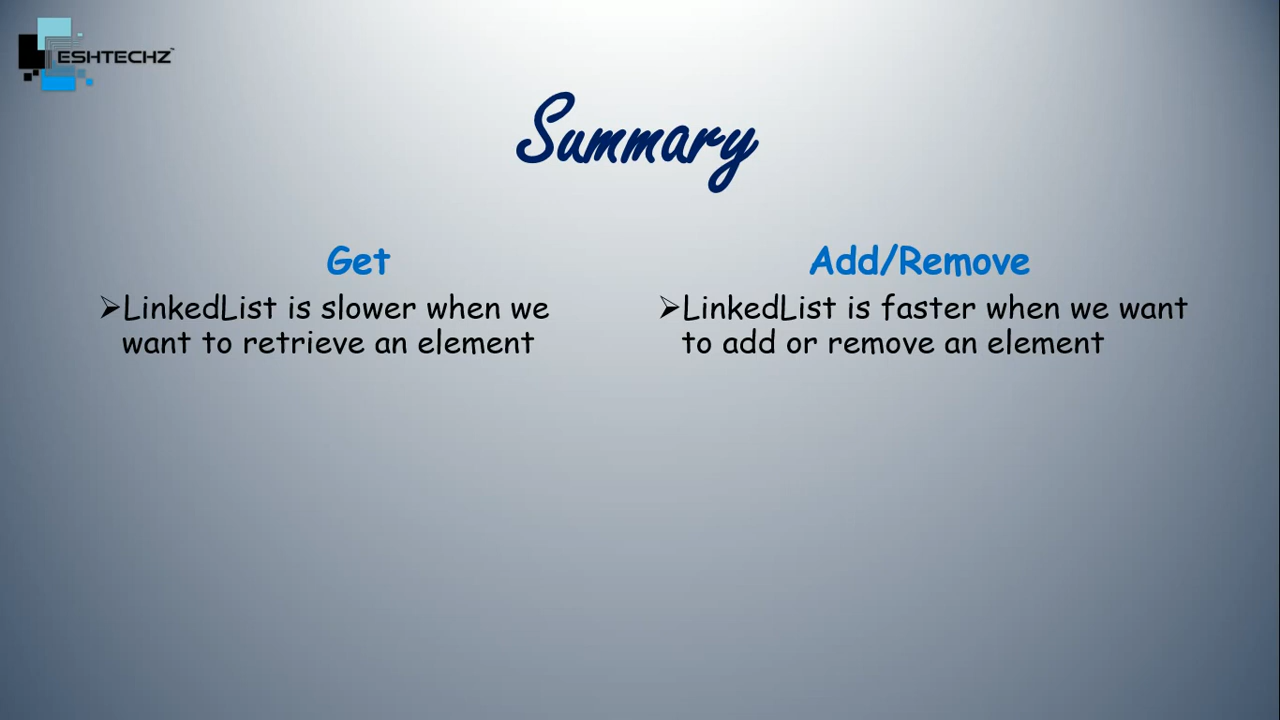 ESHTECHZ™
Summary
Get
➢LinkedList is slower when we
want to retrieve an element
Add/Remove
➢LinkedList is faster when we want
to add or remove an element